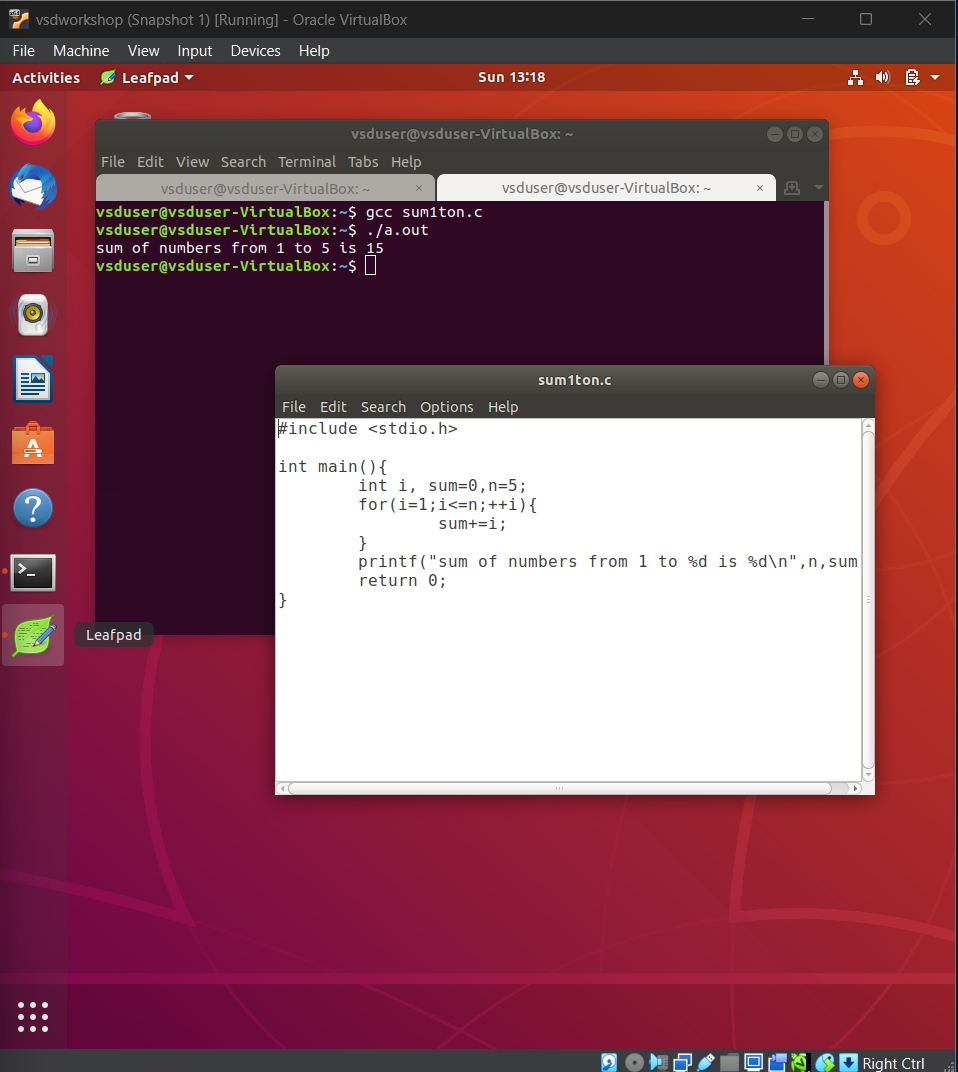 vsdworkshop (Snapshot 1) [Running] - Oracle VirtualBox
File Machine View Input Devices Help
Activities Leafpad Sun 13:18
vsduser@vsduser-VirtualBox: ~
File Edit View Search Terminal Tabs Help
vsduser@vsduser-VirtualBox: ~ × vsduser@vsduser-VirtualBox: ~ ×
vsduser@vsduser-VirtualBox:~$ gcc sum1ton.c
vsduser@vsduser-VirtualBox:~$ ./a.out
sum of numbers from 1 to 5 is 15
vsduser@vsduser-VirtualBox:~$
sum1ton.c
File Edit Search Options Help
#include <stdio.h>
int main(){
int i, sum=0,n=5;
for(i=1;i<=n;++i){
sum+=i;
}
printf("sum of numbers from 1 to %d is %d\n",n,sum
return 0;
}
Leafpad
Right Ctrl